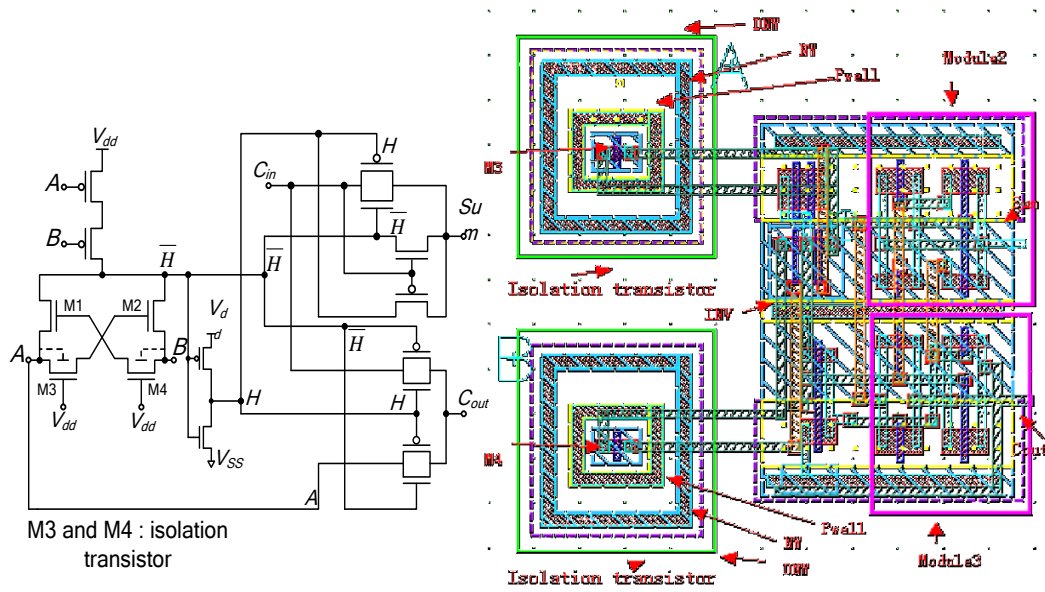 V_dd
A
B
H̅
M1
M2
A
B
M3
M4
V_dd
V_dd
V_d
d
H
V_SS
H̅
C_in
H
H̅
Su
m
H̅
H
C_out
A
M3 and M4 : isolation
transistor
DNW
NW
Pwell
Module2
M3
Sum
Isolation transistor
INV
M4
Cout
Pwell
NW
DNW
Module3
Isolation transistor